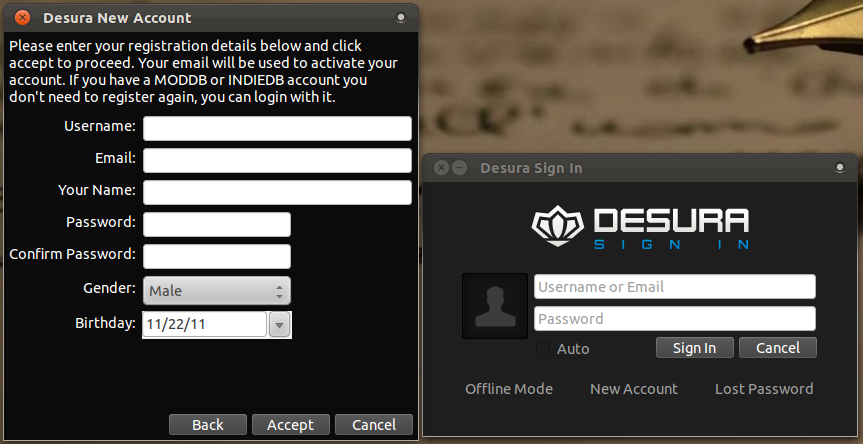 Desura New Account
Please enter your registration details below and click
accept to proceed. Your email will be used to activate your
account. If you have a MODDB or INDIEDB account you
don't need to register again, you can login with it.
Username:
Email:
Your Name:
Password:
Confirm Password:
Gender: Male
Birthday: 11/22/11
Back Accept Cancel
Desura Sign In
DESURA
SIGN IN
Username or Email
Password
Auto Sign In Cancel
Offline Mode New Account Lost Password